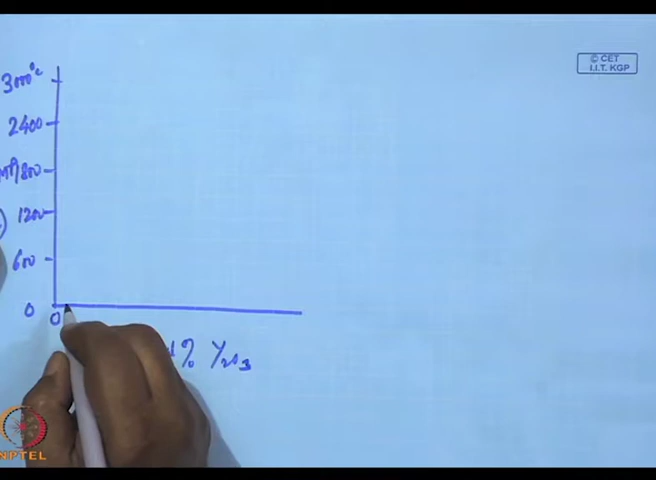 © CET
I.I.T. KGP
3000°C
2400
1800
1200
600
0
0
% Y2O3
NPTEL